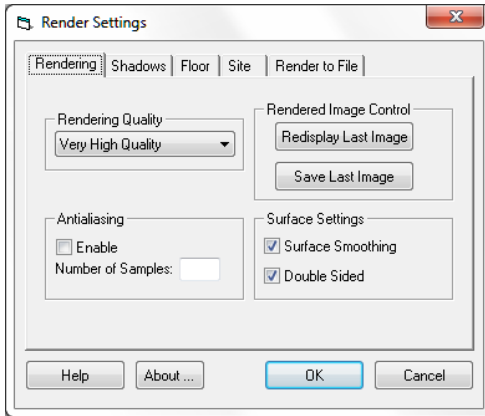 Render Settings
Rendering Shadows Floor Site Render to File
Rendering Quality
Very High Quality
Rendered Image Control
Redisplay Last Image
Save Last Image
Antialiasing
Enable
Number of Samples:
Surface Settings
Surface Smoothing
Double Sided
Help About ... OK Cancel